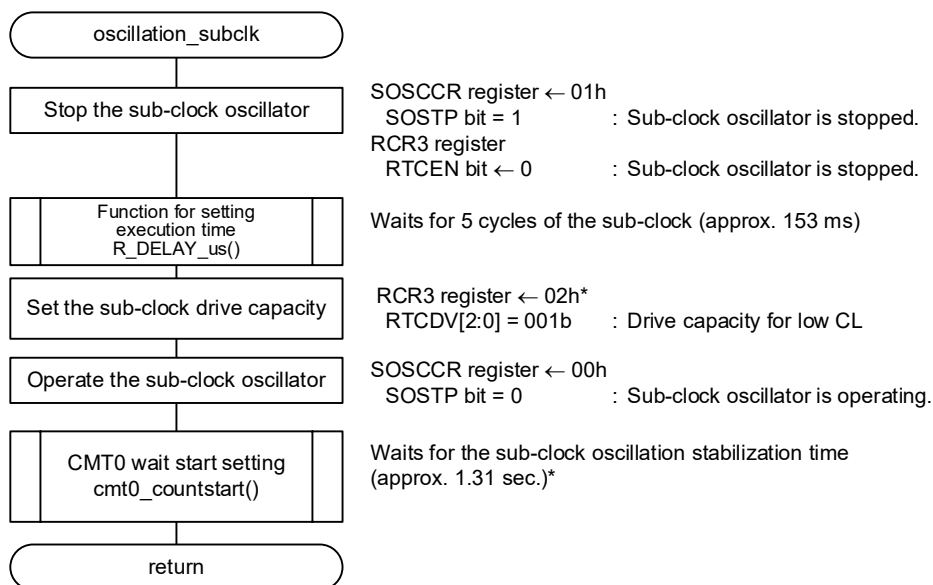 oscillation_subclk
Stop the sub-clock oscillator
SOSCCR register ← 01h
SOSTP bit = 1 : Sub-clock oscillator is stopped.
RCR3 register
RTCEN bit ← 0 : Sub-clock oscillator is stopped.
Function for setting
execution time
R_DELAY_us()
Waits for 5 cycles of the sub-clock (approx. 153 ms)
Set the sub-clock drive capacity
RCR3 register ← 02h*
RTCDV[2:0] = 001b : Drive capacity for low CL
Operate the sub-clock oscillator
SOSCCR register ← 00h
SOSTP bit = 0 : Sub-clock oscillator is operating.
CMT0 wait start setting
cmt0_countstart()
Waits for the sub-clock oscillation stabilization time
(approx. 1.31 sec.)*
return